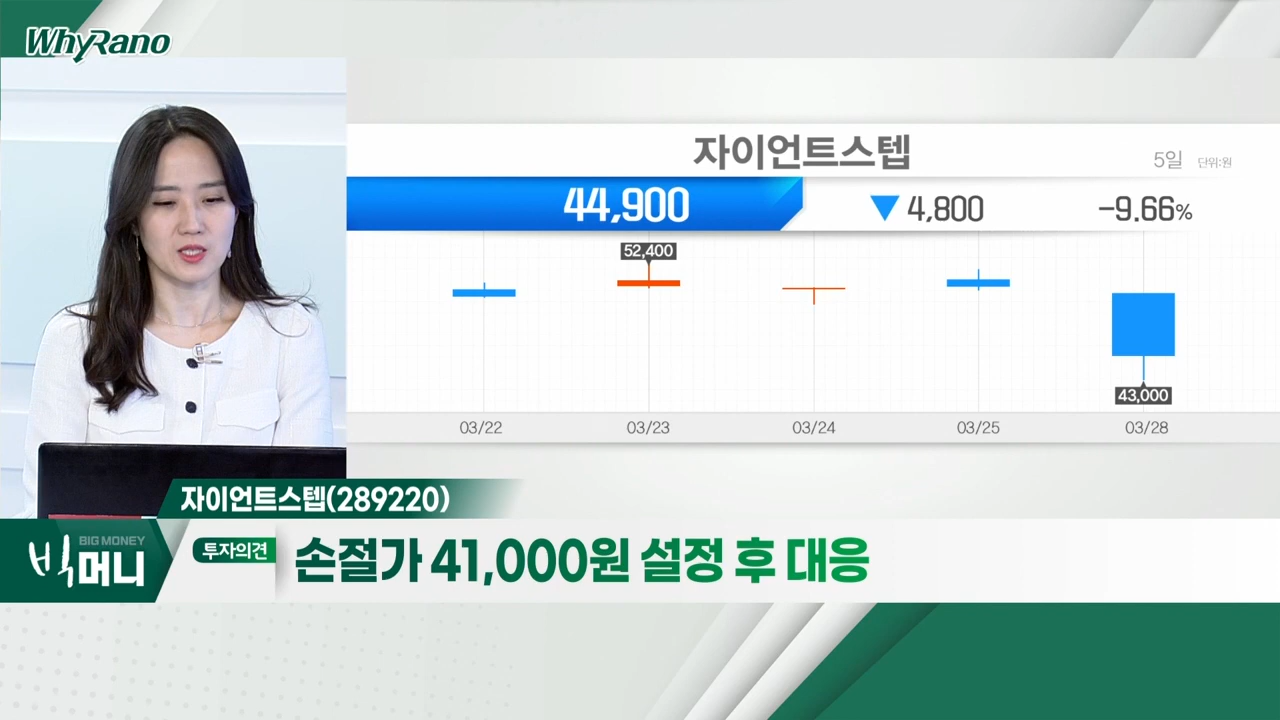 WhyRano
자이언트스텝
5일 단위:원
44,900 ▼ 4,800 -9.66%
52,400
43,000
03/22 03/23 03/24 03/25 03/28
자이언트스텝(289220)
BIG MONEY
빅머니
투자의견
손절가 41,000원 설정 후 대응